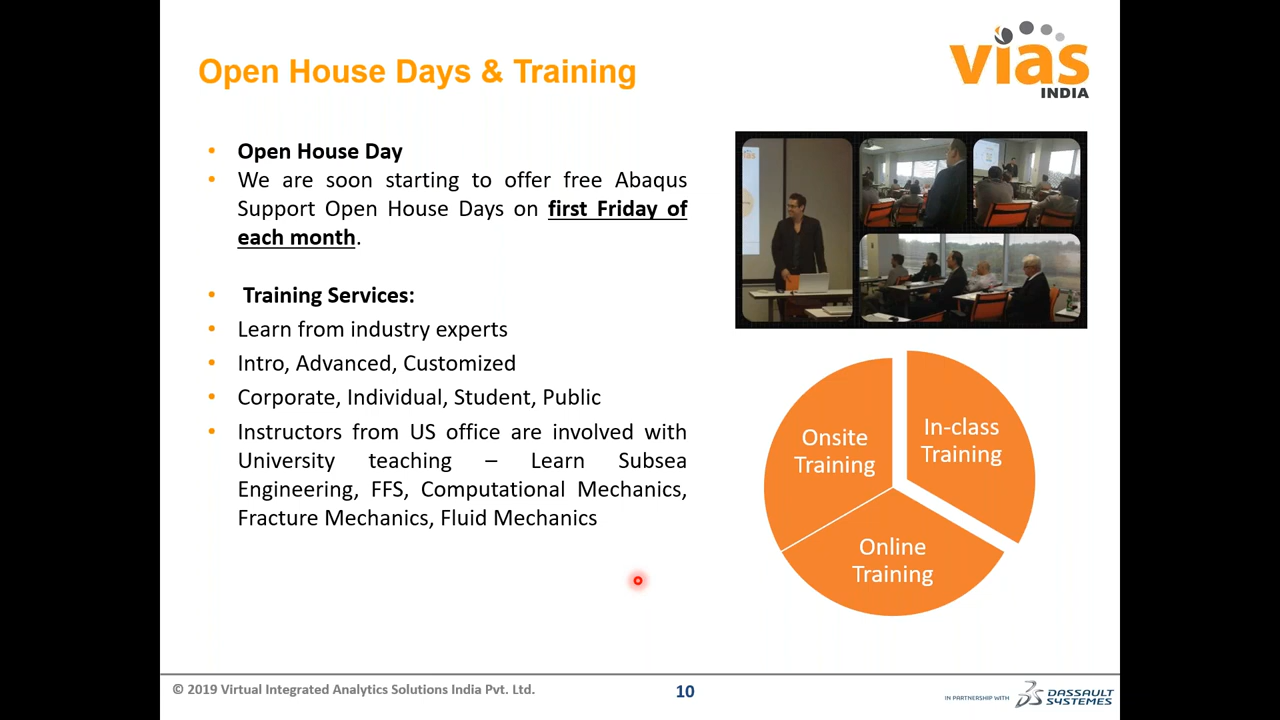 Open House Days & Training
vias
INDIA
Open House Day
We are soon starting to offer free Abaqus
Support Open House Days on first Friday of
each month.
Training Services:
Learn from industry experts
Intro, Advanced, Customized
Corporate, Individual, Student, Public
Instructors from US office are involved with
University teaching – Learn Subsea
Engineering, FFS, Computational Mechanics,
Fracture Mechanics, Fluid Mechanics
Onsite
Training
In-class
Training
Online
Training
© 2019 Virtual Integrated Analytics Solutions India Pvt. Ltd.
10
IN PARTNERSHIP WITH
DASSAULT
SYSTEMES